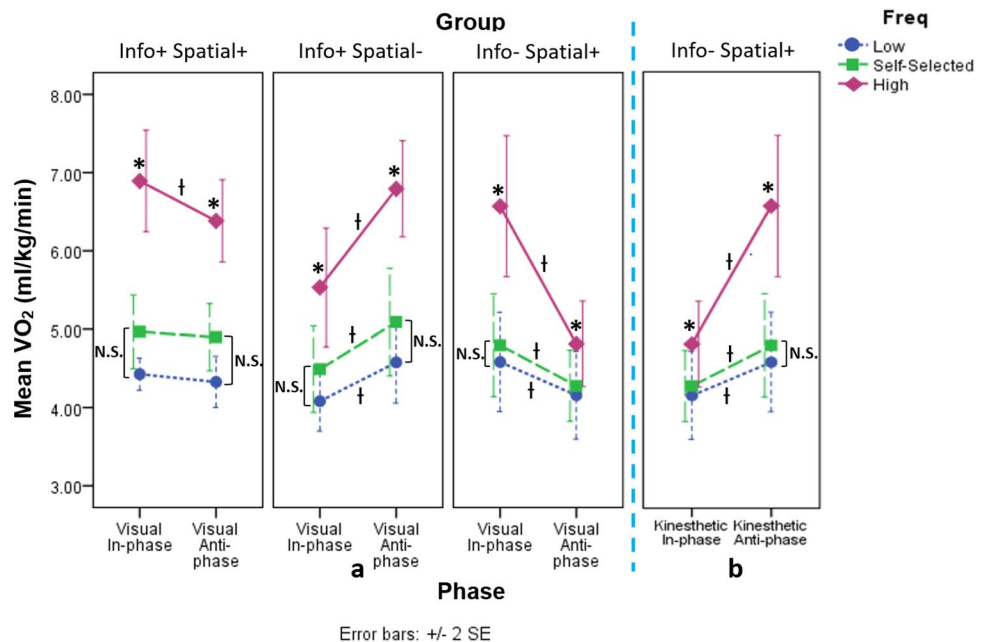 Group
Info+ Spatial+
Info+ Spatial-
Info- Spatial+
Info- Spatial+
Freq
Low
Self-Selected
High
Mean VO₂ (ml/kg/min)
8.00
7.00
6.00
5.00
4.00
3.00
*
ƚ
*
N.S.
N.S.
*
ƚ
*
ƚ
ƚ
N.S.
N.S.
*
ƚ
*
ƚ
ƚ
N.S.
*
ƚ
*
ƚ
ƚ
N.S.
Visual
In-phase
Visual
Anti-
phase
Visual
In-phase
Visual
Anti-
phase
Visual
In-phase
Visual
Anti-
phase
Kinesthetic
In-phase
Kinesthetic
Anti-phase
a
b
Phase
Error bars: +/- 2 SE